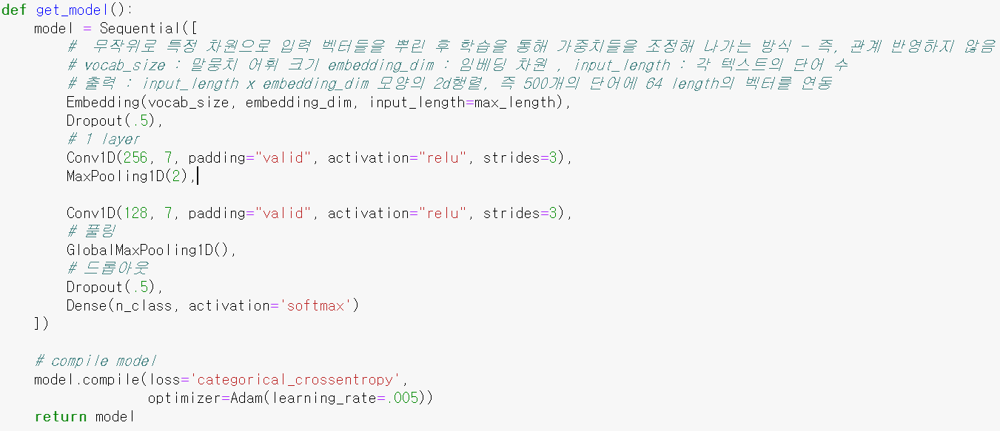 def get_model():
    model = Sequential([
        #  무작위로 특정 차원으로 입력 벡터들을 뿌린 후 학습을 통해 가중치들을 조정해 나가는 방식 - 즉, 관계 반영하지 않음
        # vocab_size : 말뭉치 어휘 크기 embedding_dim : 임베딩 차원 , input_length : 각 텍스트의 단어 수
        # 출력 : input_length x embedding_dim 모양의 2d행렬, 즉 500개의 단어에 64 length의 벡터를 연동
        Embedding(vocab_size, embedding_dim, input_length=max_length),
        Dropout(.5),
        # 1 layer
        Conv1D(256, 7, padding="valid", activation="relu", strides=3),
        MaxPooling1D(2),
        Conv1D(128, 7, padding="valid", activation="relu", strides=3),
        # 풀링
        GlobalMaxPooling1D(),
        # 드롭아웃
        Dropout(.5),
        Dense(n_class, activation='softmax')
    ])
    # compile model
    model.compile(loss='categorical_crossentropy',
                  optimizer=Adam(learning_rate=.005))
    return model